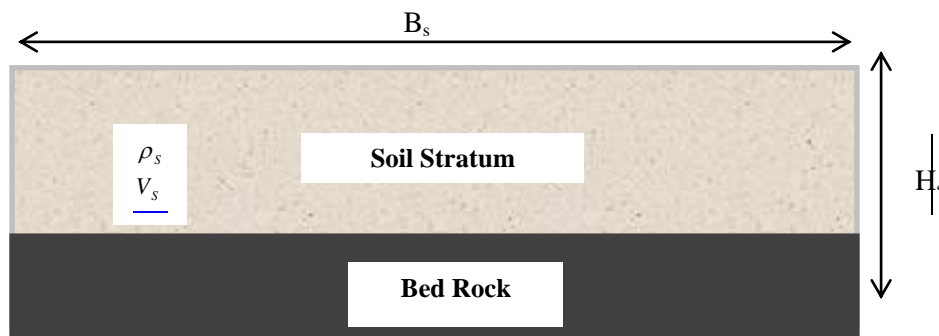 Bₛ
ρₛ
Vₛ
Soil Stratum
H
Bed Rock